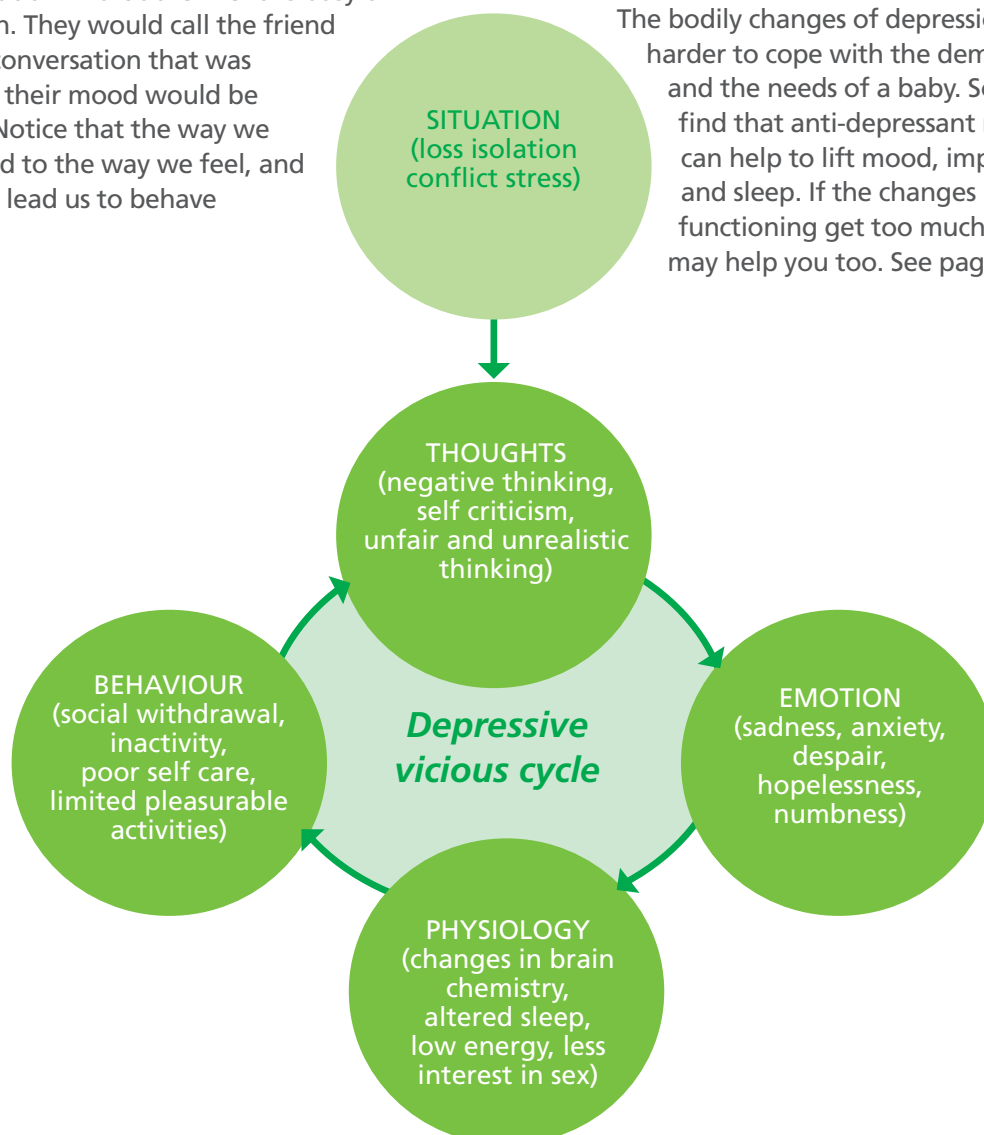 n. They would call the friend
conversation that was
their mood would be
Notice that the way we
d to the way we feel, and
lead us to behave
The bodily changes of depressi
harder to cope with the dem
and the needs of a baby. So
find that anti-depressant
can help to lift mood, imp
and sleep. If the changes
functioning get too much
may help you too. See pag
SITUATION
(loss isolation
conflict stress)
THOUGHTS
(negative thinking,
self criticism,
unfair and unrealistic
thinking)
BEHAVIOUR
(social withdrawal,
inactivity,
poor self care,
limited pleasurable
activities)
Depressive
vicious cycle
EMOTION
(sadness, anxiety,
despair,
hopelessness,
numbness)
PHYSIOLOGY
(changes in brain
chemistry,
altered sleep,
low energy, less
interest in sex)